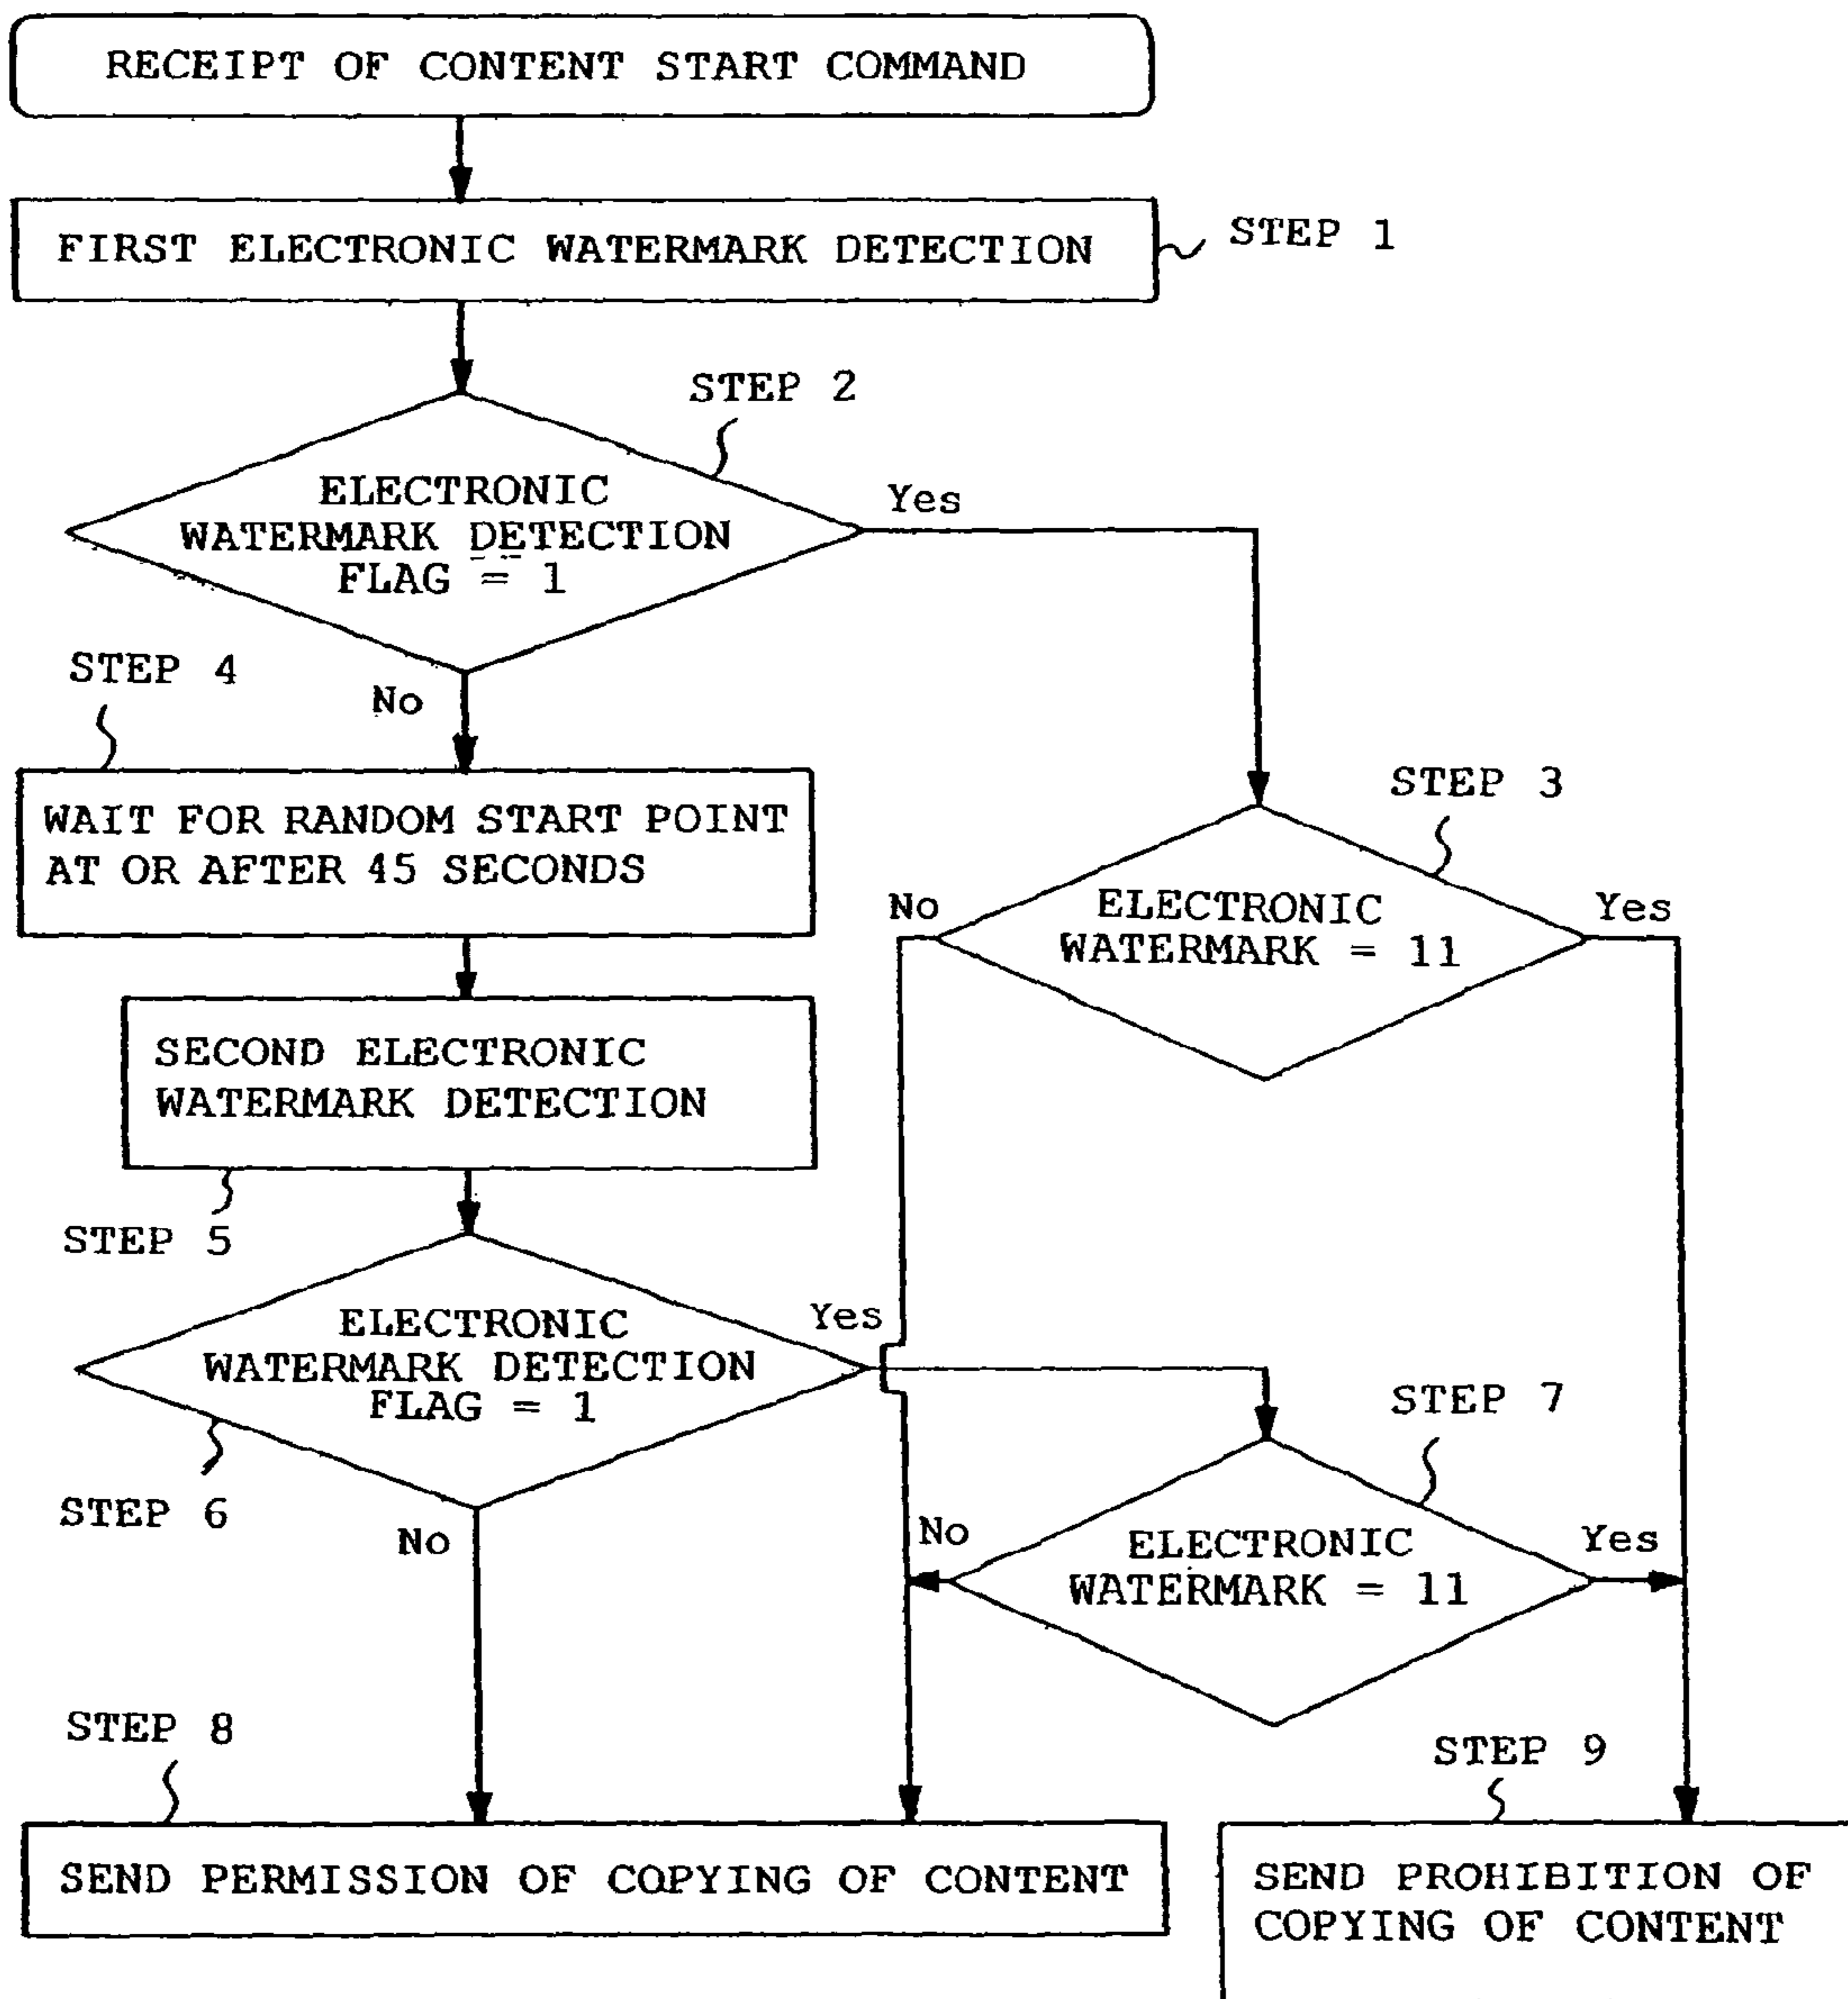 RECEIPT OF CONTENT START COMMAND
FIRST ELECTRONIC WATERMARK DETECTION
STEP 1
STEP 2
ELECTRONIC
WATERMARK DETECTION
FLAG = 1
Yes
No
STEP 4
WAIT FOR RANDOM START POINT
AT OR AFTER 45 SECONDS
STEP 3
ELECTRONIC
WATERMARK = 11
No
Yes
SECOND ELECTRONIC
WATERMARK DETECTION
STEP 5
ELECTRONIC
WATERMARK DETECTION
FLAG = 1
Yes
STEP 6
No
STEP 7
ELECTRONIC
WATERMARK = 11
No
Yes
STEP 8
SEND PERMISSION OF COPYING OF CONTENT
STEP 9
SEND PROHIBITION OF
COPYING OF CONTENT